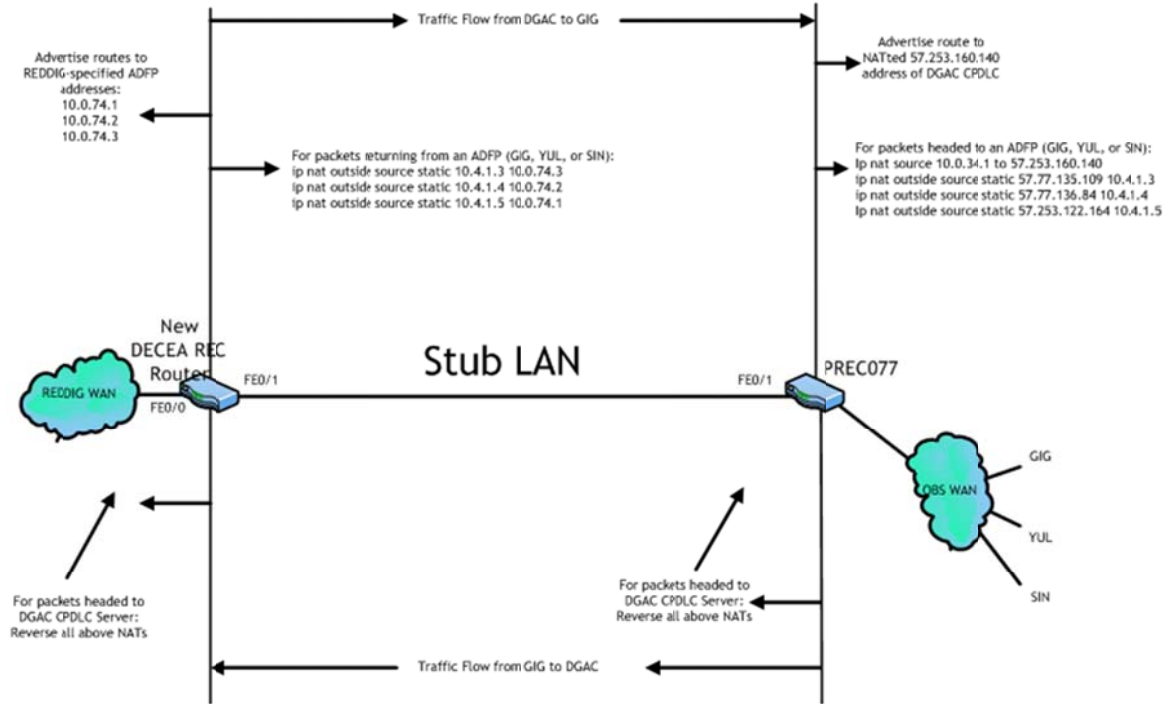 Traffic Flow from DGAC to GIG
Advertise routes to
REDDIG-specified ADFP
addresses:
10.0.74.1
10.0.74.2
10.0.74.3
Advertise route to
NATted 57.253.160.140
address of DGAC CPDLC
For packets returning from an ADFP (GIG, YUL, or SIN):
ip nat outside source static 10.4.1.3 10.0.74.3
ip nat outside source static 10.4.1.4 10.0.74.2
ip nat outside source static 10.4.1.5 10.0.74.1
For packets headed to an ADFP (GIG, YUL, or SIN):
Ip nat source 10.0.34.1 to 57.253.160.140
ip nat outside source static 57.77.135.109 10.4.1.3
ip nat outside source static 57.77.136.84 10.4.1.4
Ip nat outside source static 57.253.122.164 10.4.1.5
New
DECEA REC
Router
Stub LAN
PREC077
REDDIG WAN
FE0/0
FE0/1
FE0/1
OBS WAN
GIG
YUL
SIN
For packets headed to
DGAC CPDLC Server:
Reverse all above NATs
For packets headed to
DGAC CPDLC Server:
Reverse all above NATs
Traffic Flow from GIG to DGAC